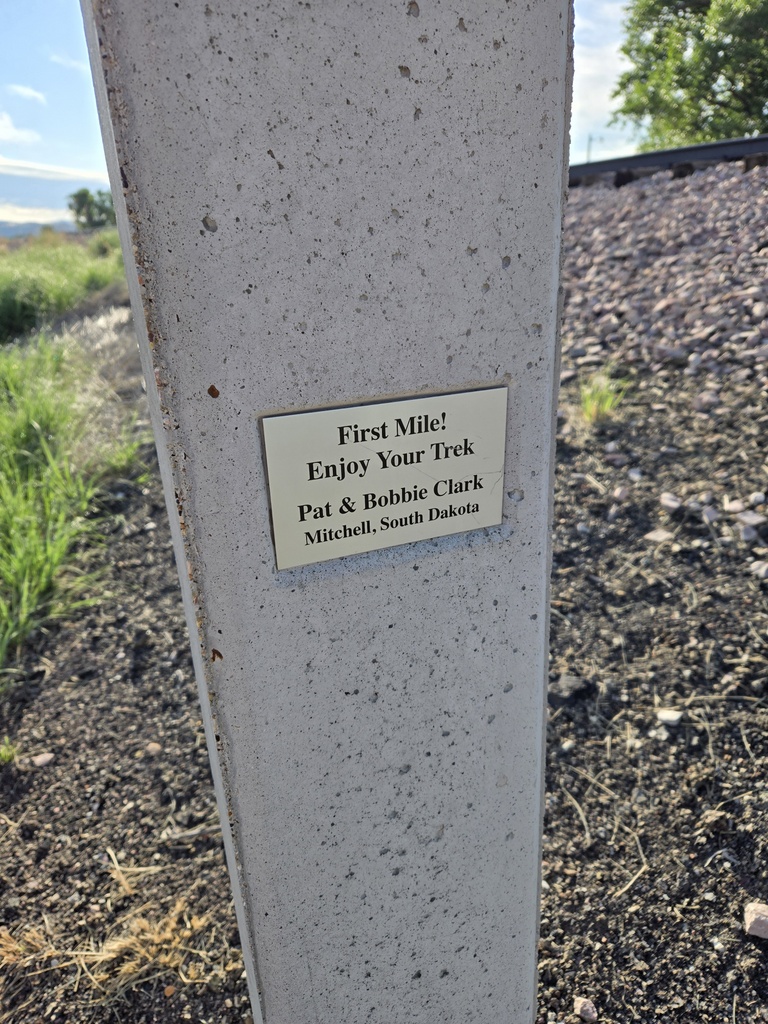 First Mile!
Enjoy Your Trek
Pat & Bobbie Clark
Mitchell, South Dakota